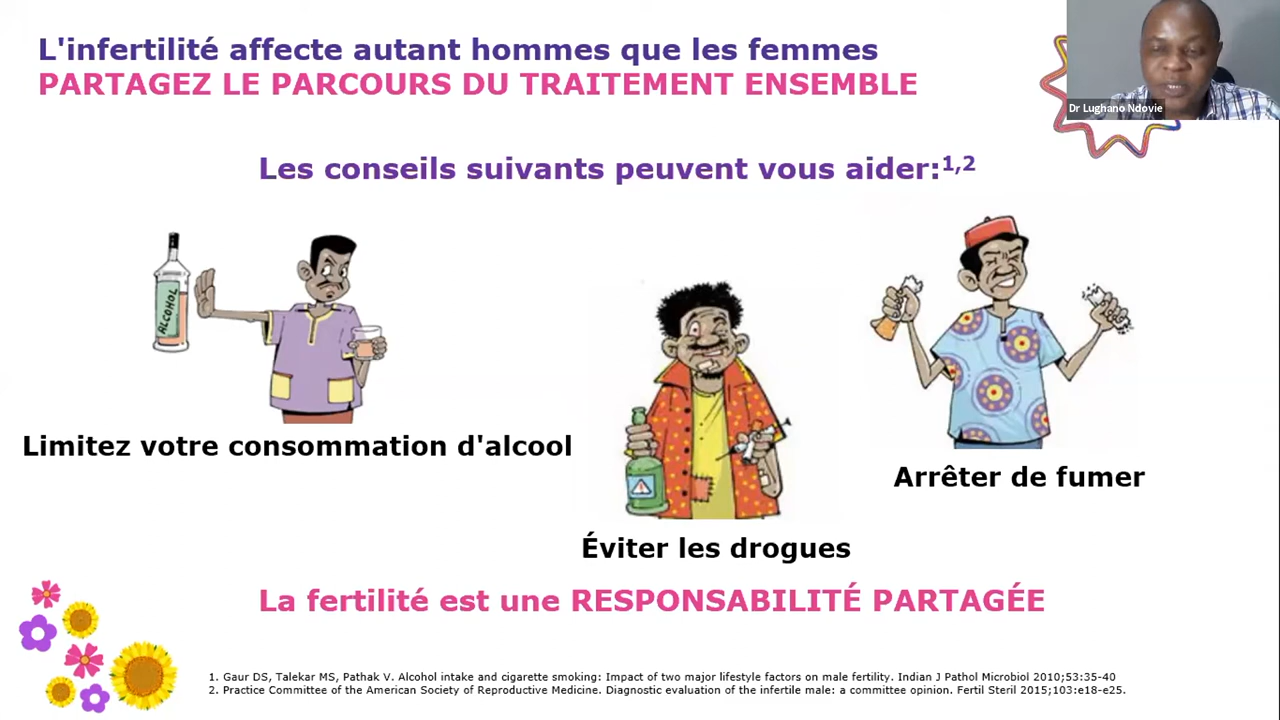 L'infertilité affecte autant hommes que les femmes
PARTAGEZ LE PARCOURS DU TRAITEMENT ENSEMBLE
Dr Lughano Ndovie
Les conseils suivants peuvent vous aider:1,2
ALCOHOL
Limitez votre consommation d'alcool
Arrêter de fumer
Éviter les drogues
La fertilité est une RESPONSABILITÉ PARTAGÉE
1. Gaur DS, Talekar MS, Pathak V. Alcohol intake and cigarette smoking: Impact of two major lifestyle factors on male fertility. Indian J Pathol Microbiol 2010;53:35-40
2. Practice Committee of the American Society of Reproductive Medicine. Diagnostic evaluation of the infertile male: a committee opinion. Fertil Steril 2015;103:e18-e25.